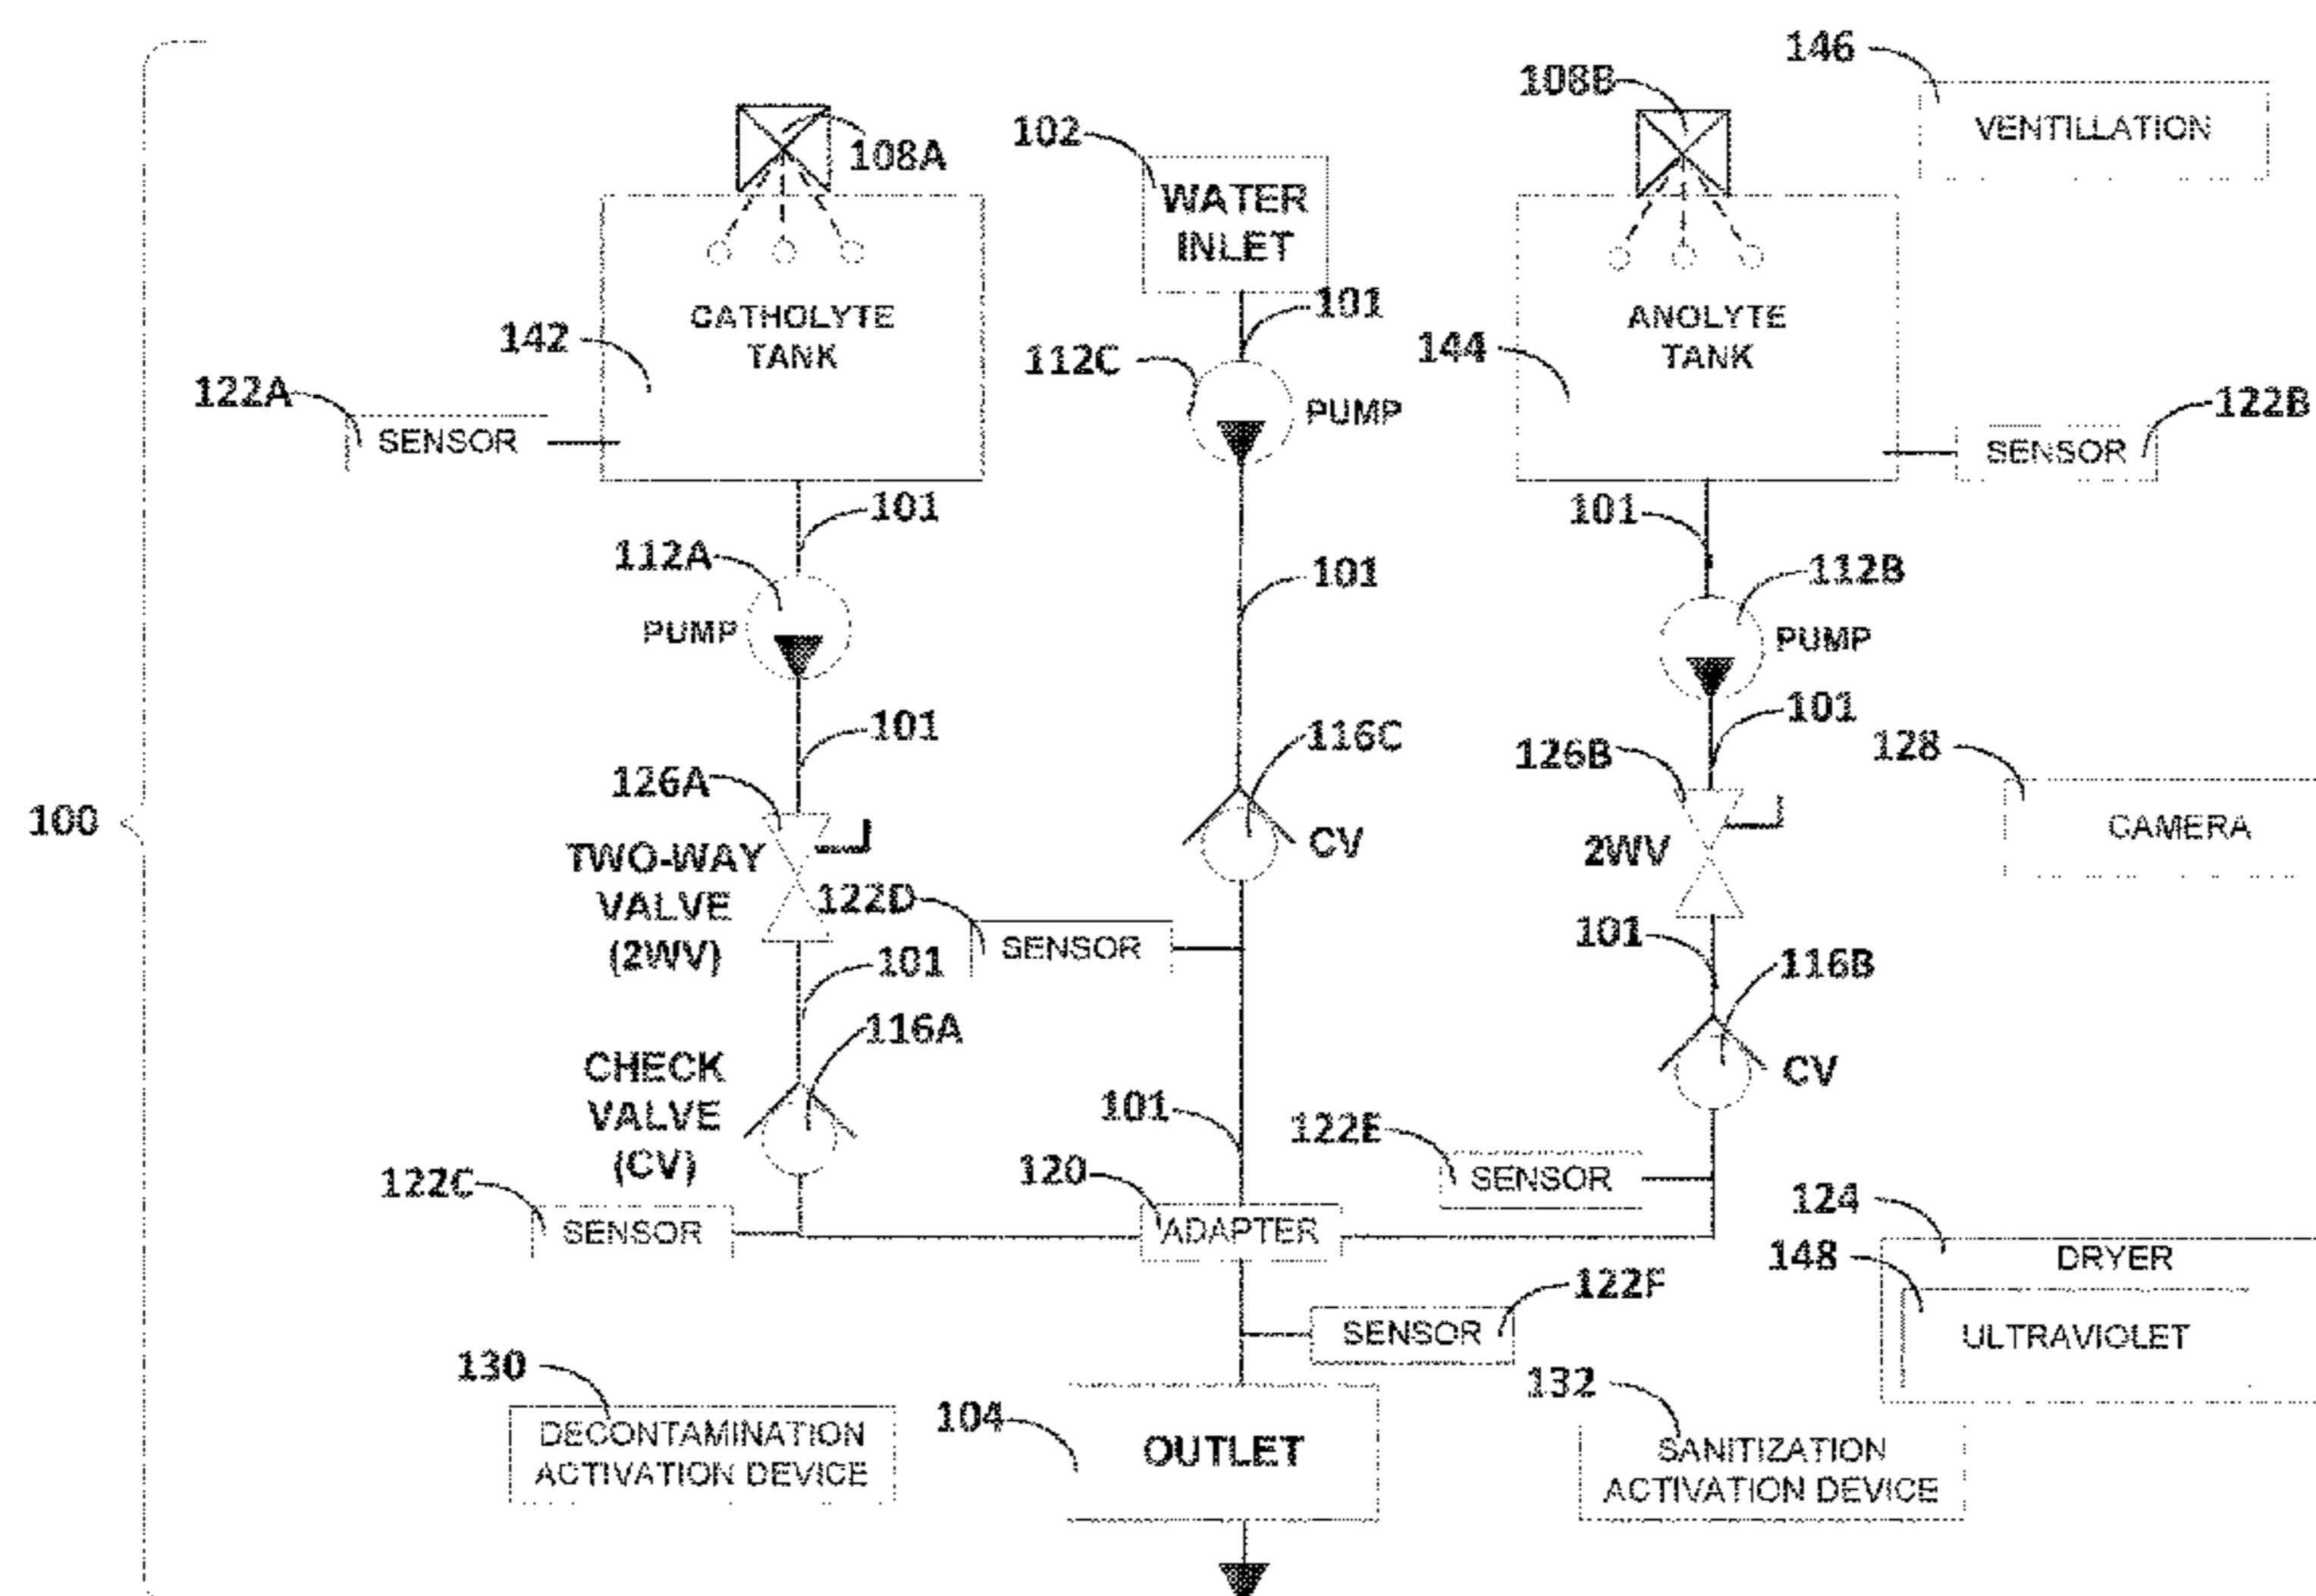 146
108B
VENTILLATION
102
108A
WATER
INLET
101
CATHOLYTE
TANK
142
112C
PUMP
ANOLYTE
TANK
144
122A
SENSOR
122B
SENSOR
101
101
112A
PUMP
101
112B
PUMP
101
101
126A
116C
126B
128
TWO-WAY
VALVE
(2WV)
CV
2WV
CAMERA
100
122D
SENSOR
101
101
116B
116A
CHECK
VALVE
(CV)
CV
101
122E
SENSOR
120
122C
SENSOR
ADAPTER
124
DRYER
148
ULTRAVIOLET
122F
SENSOR
130
DECONTAMINATION
ACTIVATION DEVICE
104
OUTLET
132
SANITIZATION
ACTIVATION DEVICE